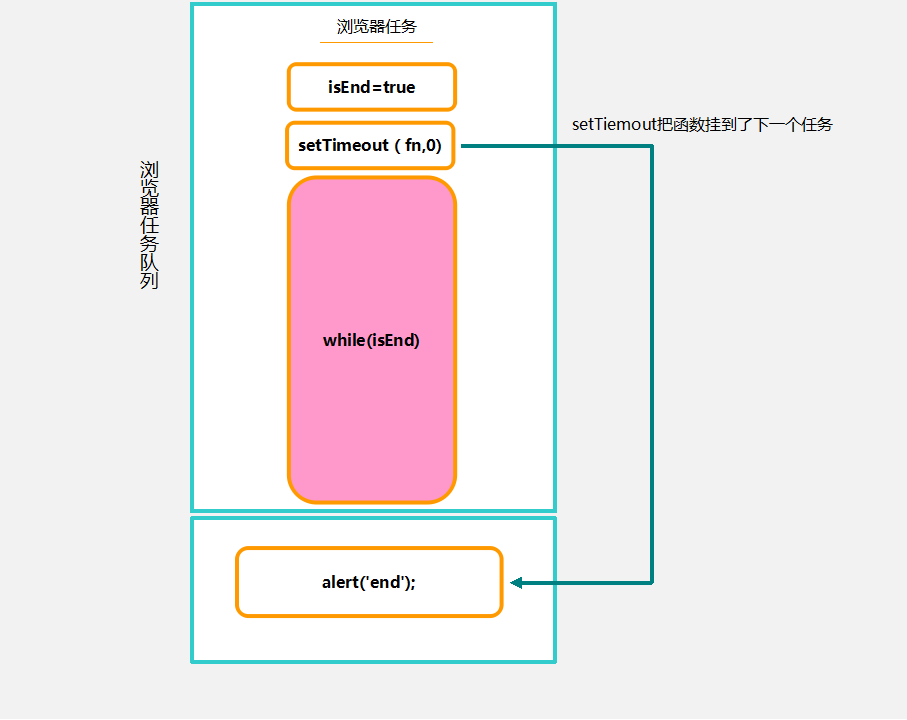 浏览器任务
isEnd=true
setTiemout把函数挂到了下一个任务
setTimeout（fn,0)
浏览器任务队列
while(isEnd)
alert('end');